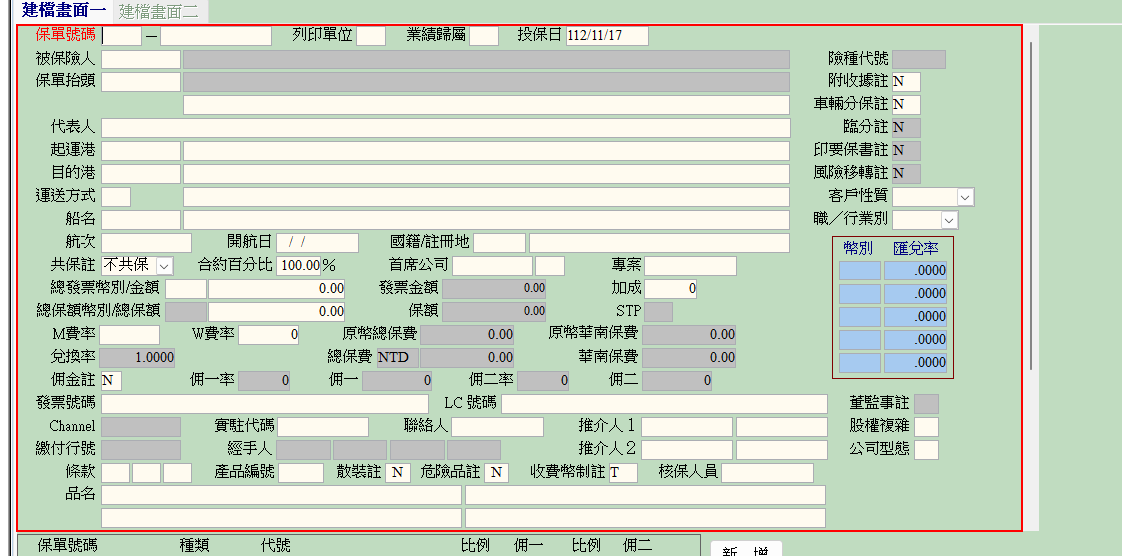 建檔畫面一 建檔畫面二
保單號碼 － 列印單位 業績歸屬 投保日 112/11/17
被保險人 險種代號
保單抬頭 附收據註 N
車輛分保註 N
代表人 臨分註 N
起運港 印要保書註 N
目的港 風險移轉註 N
運送方式 客戶性質
船名 職／行業別
航次 開航日 / / 國籍/註冊地 幣別 匯兌率
共保註 不共保 合約百分比 100.00 % 首席公司 專案 .0000
總發票幣別/金額 0.00 發票金額 0.00 加成 0 .0000
總保額幣別/總保額 0.00 保額 0.00 STP .0000
M費率 W費率 0 原幣總保費 0.00 原幣華南保費 0.00 .0000
兌換率 1.0000 總保費 NTD 0.00 華南保費 0.00 .0000
佣金註 N 佣一率 0 佣一 0 佣二率 0 佣二 0
發票號碼 LC 號碼 董監事註
Channel 實駐代碼 聯絡人 推介人１ 股權複雜
繳付行號 經手人 推介人２ 公司型態
條款 產品編號 散裝註 N 危險品註 N 收費幣制註 T 核保人員
品名
保單號碼 種類 代號 比例 佣一 比例 佣二 新 增